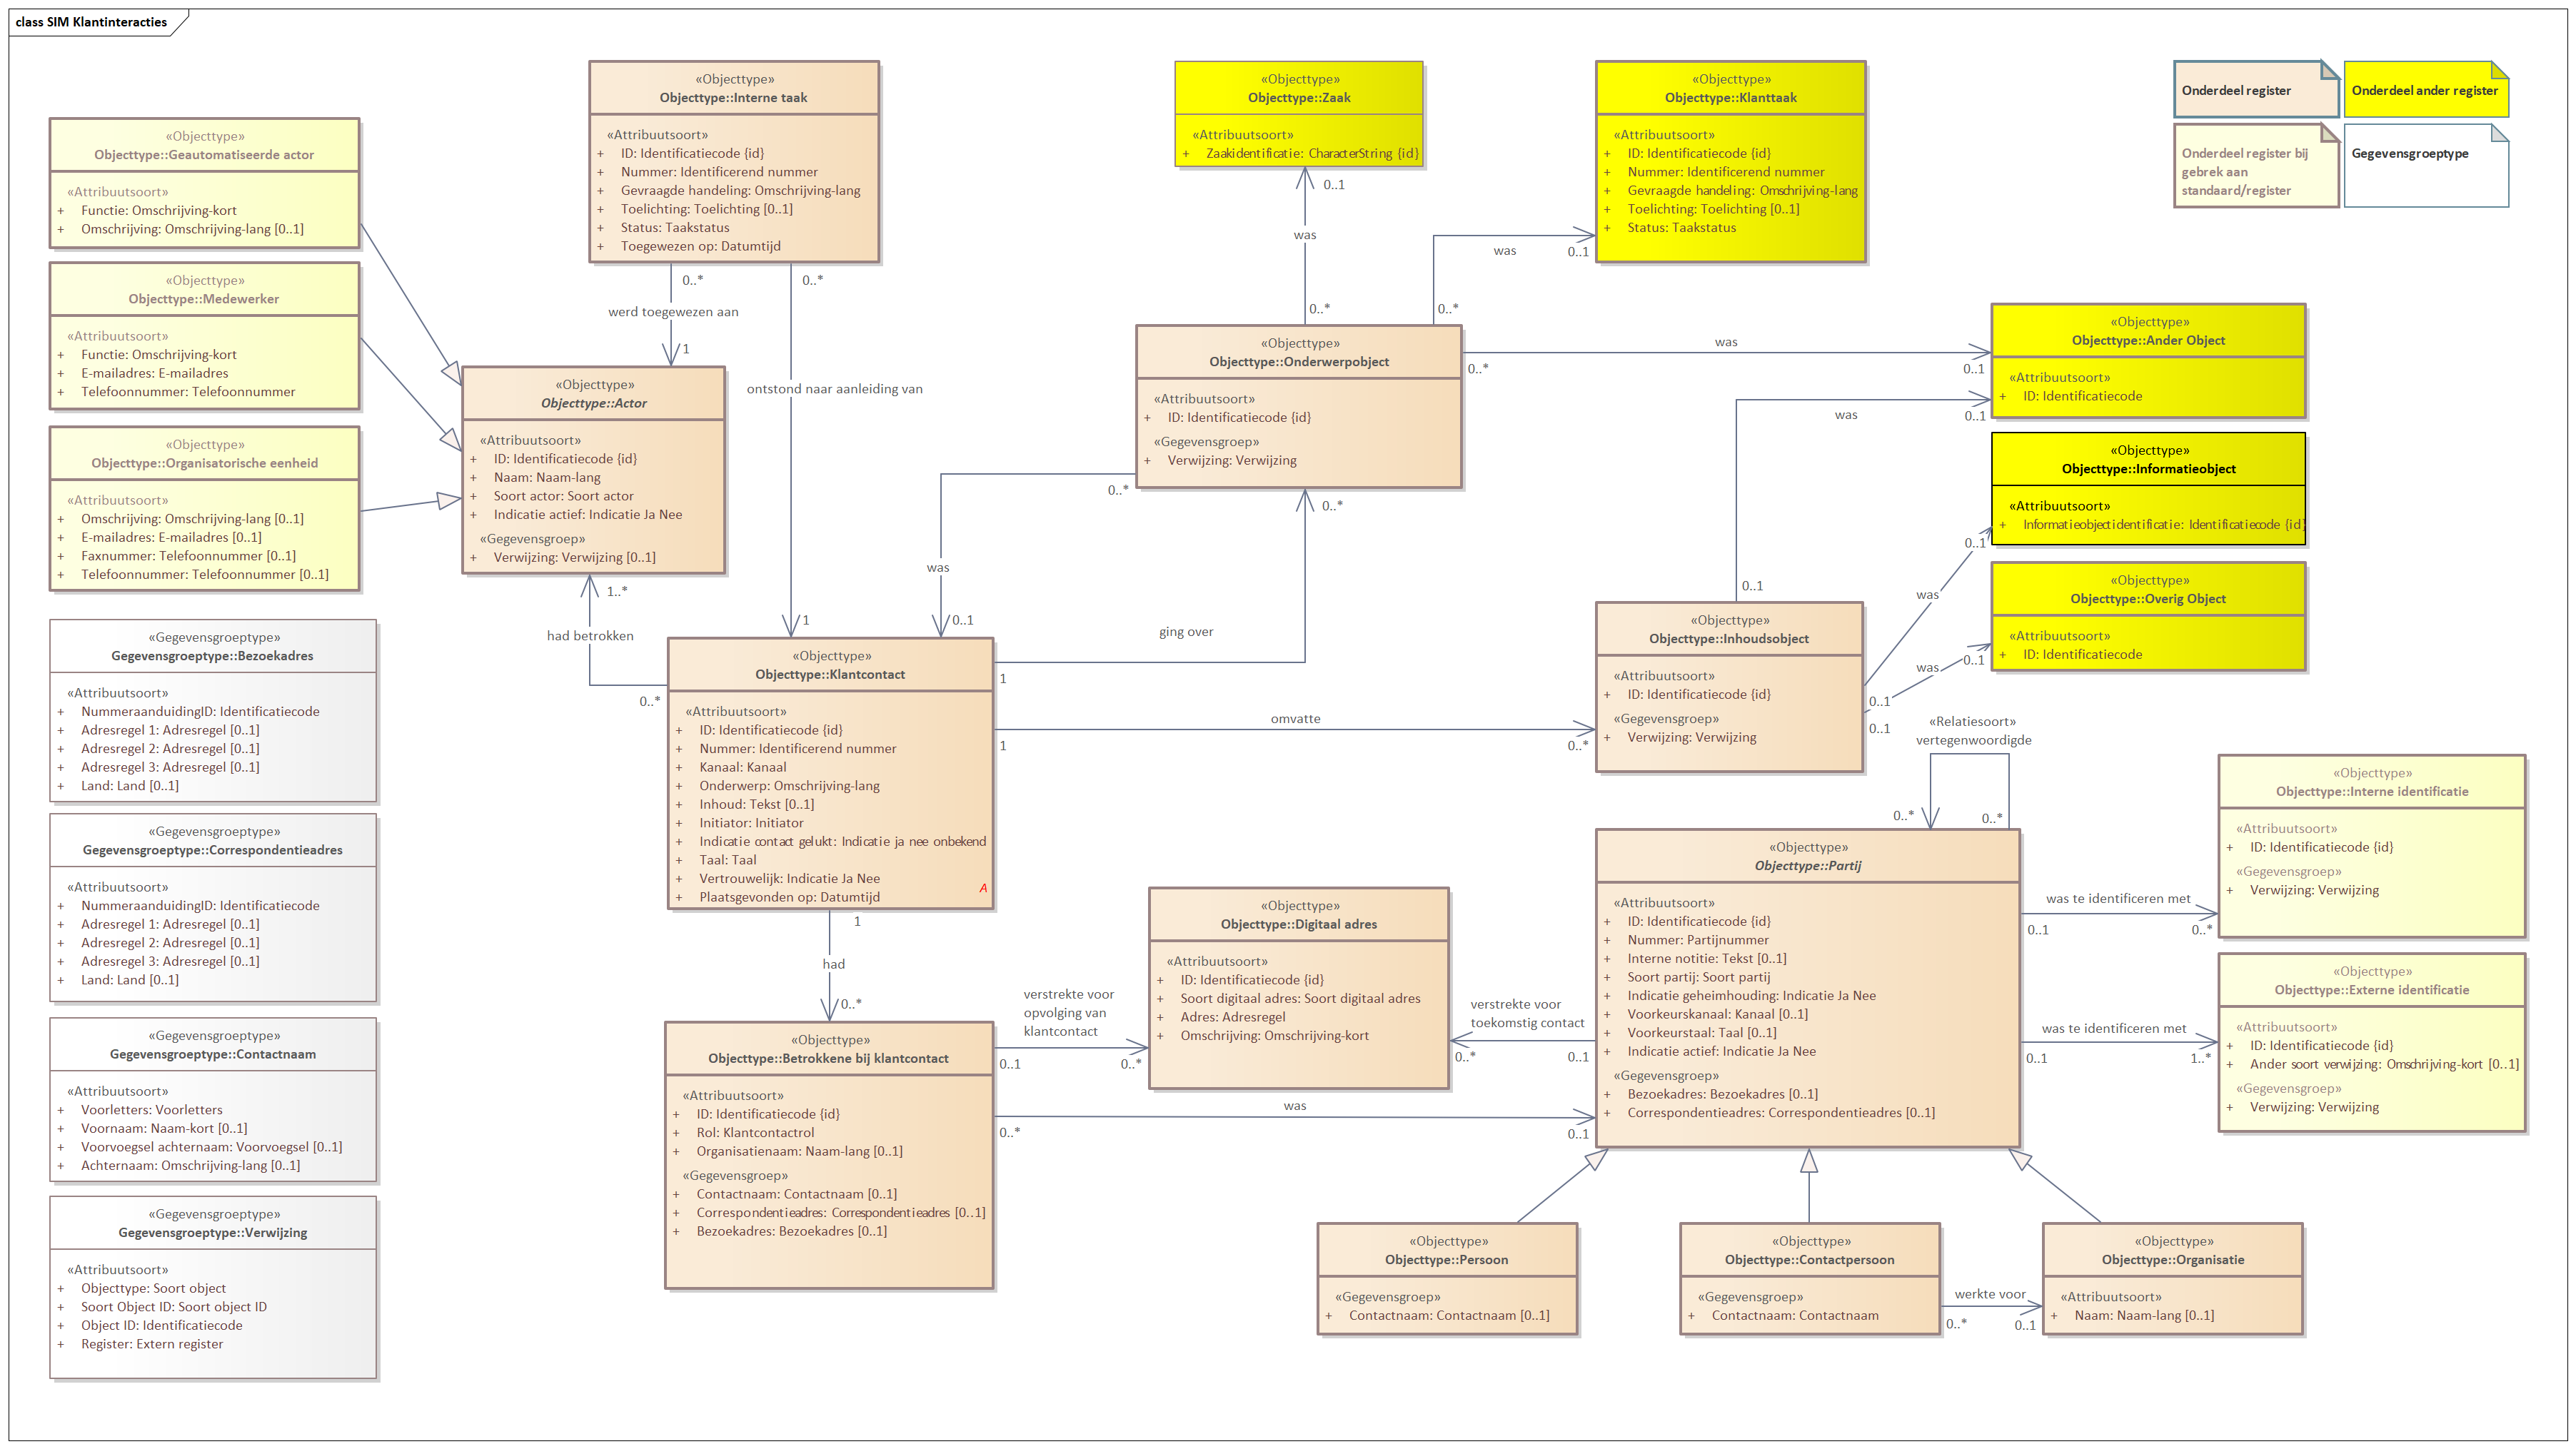 class SIM Klantinteracties
«Objecttype»
Objecttype::Geautomatiseerde actor
«Attribuutsoort»
+ Functie: Omschrijving-kort
+ Omschrijving: Omschrijving-lang [0..1]
«Objecttype»
Objecttype::Medewerker
«Attribuutsoort»
+ Functie: Omschrijving-kort
+ E-mailadres: E-mailadres
+ Telefoonnummer: Telefoonnummer
«Objecttype»
Objecttype::Organisatorische eenheid
«Attribuutsoort»
+ Omschrijving: Omschrijving-lang [0..1]
+ E-mailadres: E-mailadres [0..1]
+ Faxnummer: Telefoonnummer [0..1]
+ Telefoonnummer: Telefoonnummer [0..1]
«Gegevensgroeptype»
Gegevensgroeptype::Bezoekadres
«Attribuutsoort»
+ NummeraanduidingID: Identificatiecode
+ Adresregel 1: Adresregel [0..1]
+ Adresregel 2: Adresregel [0..1]
+ Adresregel 3: Adresregel [0..1]
+ Land: Land [0..1]
«Gegevensgroeptype»
Gegevensgroeptype::Correspondentieadres
«Attribuutsoort»
+ NummeraanduidingID: Identificatiecode
+ Adresregel 1: Adresregel [0..1]
+ Adresregel 2: Adresregel [0..1]
+ Adresregel 3: Adresregel [0..1]
+ Land: Land [0..1]
«Gegevensgroeptype»
Gegevensgroeptype::Contactnaam
«Attribuutsoort»
+ Voorletters: Voorletters
+ Voornaam: Naam-kort [0..1]
+ Voorvoegsel achternaam: Voorvoegsel [0..1]
+ Achternaam: Omschrijving-lang [0..1]
«Gegevensgroeptype»
Gegevensgroeptype::Verwijzing
«Attribuutsoort»
+ Objecttype: Soort object
+ Soort Object ID: Soort object ID
+ Object ID: Identificatiecode
+ Register: Extern register
«Objecttype»
Objecttype::Interne taak
«Attribuutsoort»
+ ID: Identificatiecode {id}
+ Nummer: Identificerend nummer
+ Gevraagde handeling: Omschrijving-lang
+ Toelichting: Toelichting [0..1]
+ Status: Taakstatus
+ Toegewezen op: Datumtijd
0..*
werd toegewezen aan
1
0..*
ontstond naar aanleiding van
1
«Objecttype»
Objecttype::Actor
«Attribuutsoort»
+ ID: Identificatiecode {id}
+ Naam: Naam-lang
+ Soort actor: Soort actor
+ Indicatie actief: Indicatie Ja Nee
«Gegevensgroep»
+ Verwijzing: Verwijzing [0..1]
1..*
had betrokken
0..*
«Objecttype»
Objecttype::Klantcontact
«Attribuutsoort»
+ ID: Identificatiecode {id}
+ Nummer: Identificerend nummer
+ Kanaal: Kanaal
+ Onderwerp: Omschrijving-lang
+ Inhoud: Tekst [0..1]
+ Initiator: Initiator
+ Indicatie contact gelukt: Indicatie ja nee onbekend
+ Taal: Taal
+ Vertrouwelijk: Indicatie Ja Nee
+ Plaatsgevonden op: Datumtijd
A
1
had
0..*
«Objecttype»
Objecttype::Betrokkene bij klantcontact
«Attribuutsoort»
+ ID: Identificatiecode {id}
+ Rol: Klantcontactrol
+ Organisatienaam: Naam-lang [0..1]
«Gegevensgroep»
+ Contactnaam: Contactnaam [0..1]
+ Correspondentieadres: Correspondentieadres [0..1]
+ Bezoekadres: Bezoekadres [0..1]
«Objecttype»
Objecttype::Zaak
«Attribuutsoort»
+ Zaakidentificatie: CharacterString {id}
0..1
was
0..*
«Objecttype»
Objecttype::Klanttaak
«Attribuutsoort»
+ ID: Identificatiecode {id}
+ Nummer: Identificerend nummer
+ Gevraagde handeling: Omschrijving-lang
+ Toelichting: Toelichting [0..1]
+ Status: Taakstatus
was
0..1
0..*
«Objecttype»
Objecttype::Onderwerpobject
«Attribuutsoort»
+ ID: Identificatiecode {id}
«Gegevensgroep»
+ Verwijzing: Verwijzing
was
0..*
0..1
0..*
was
0..1
0..*
ging over
1
omvatte
1
0..*
Onderdeel register
Onderdeel ander register
Onderdeel register bij
gebrek aan
standaard/register
Gegevensgroeptype
«Objecttype»
Objecttype::Ander Object
«Attribuutsoort»
+ ID: Identificatiecode
was
0..1
0..1
«Objecttype»
Objecttype::Informatieobject
«Attribuutsoort»
+ Informatieobjectidentificatie: Identificatiecode {id}
0..1
was
0..1
«Objecttype»
Objecttype::Overig Object
«Attribuutsoort»
+ ID: Identificatiecode
was
0..1
0..1
«Objecttype»
Objecttype::Inhoudsobject
«Attribuutsoort»
+ ID: Identificatiecode {id}
«Gegevensgroep»
+ Verwijzing: Verwijzing
«Relatiesoort»
vertegenwoordigde
0..*
0..*
«Objecttype»
Objecttype::Partij
«Attribuutsoort»
+ ID: Identificatiecode {id}
+ Nummer: Partijnummer
+ Interne notitie: Tekst [0..1]
+ Soort partij: Soort partij
+ Indicatie geheimhouding: Indicatie Ja Nee
+ Voorkeurskanaal: Kanaal [0..1]
+ Voorkeurstaal: Taal [0..1]
+ Indicatie actief: Indicatie Ja Nee
«Gegevensgroep»
+ Bezoekadres: Bezoekadres [0..1]
+ Correspondentieadres: Correspondentieadres [0..1]
«Objecttype»
Objecttype::Interne identificatie
«Attribuutsoort»
+ ID: Identificatiecode {id}
«Gegevensgroep»
+ Verwijzing: Verwijzing
was te identificeren met
0..1
0..*
«Objecttype»
Objecttype::Externe identificatie
«Attribuutsoort»
+ ID: Identificatiecode {id}
+ Ander soort verwijzing: Omschrijving-kort [0..1]
«Gegevensgroep»
+ Verwijzing: Verwijzing
was te identificeren met
0..1
1..*
«Objecttype»
Objecttype::Digitaal adres
«Attribuutsoort»
+ ID: Identificatiecode {id}
+ Soort digitaal adres: Soort digitaal adres
+ Adres: Adresregel
+ Omschrijving: Omschrijving-kort
verstrekte voor
opvolging van
klantcontact
0..1
0..*
verstrekte voor
toekomstig contact
0..*
0..1
was
0..*
0..1
«Objecttype»
Objecttype::Persoon
«Gegevensgroep»
+ Contactnaam: Contactnaam [0..1]
«Objecttype»
Objecttype::Contactpersoon
«Gegevensgroep»
+ Contactnaam: Contactnaam
werkte voor
0..*
0..1
«Objecttype»
Objecttype::Organisatie
«Attribuutsoort»
+ Naam: Naam-lang [0..1]